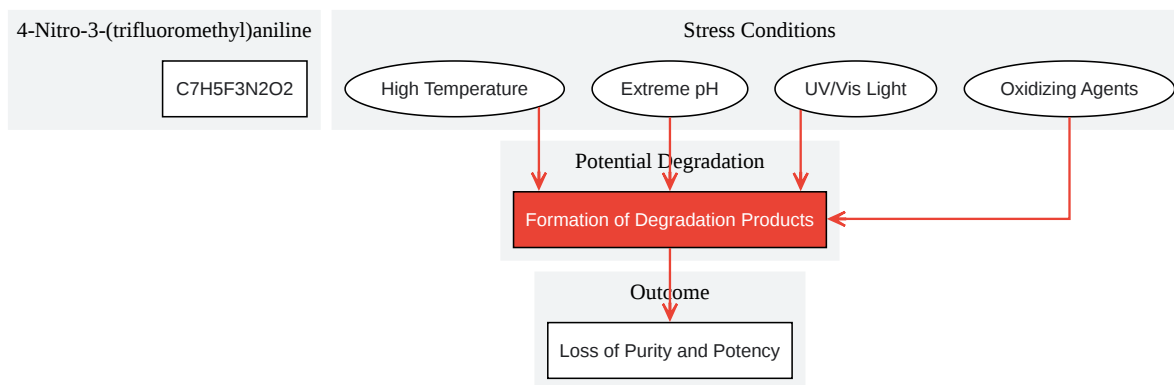 4-Nitro-3-(trifluoromethyl)aniline
C7H5F3N2O2
Stress Conditions
High Temperature
Extreme pH
UV/Vis Light
Oxidizing Agents
Potential Degradation
Formation of Degradation Products
Outcome
Loss of Purity and Potency